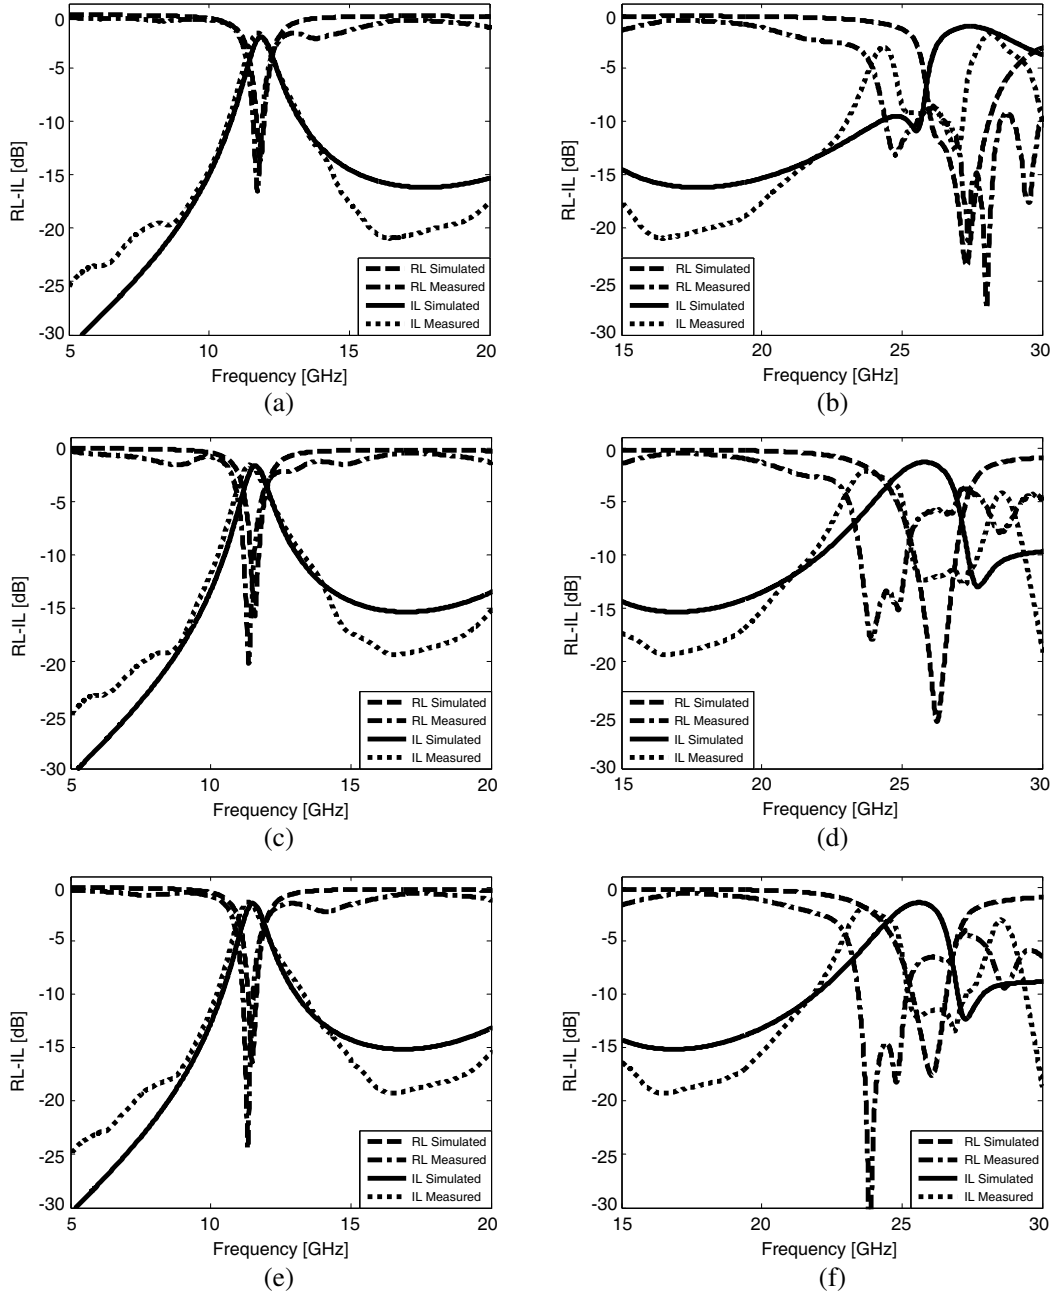 0
-5
-10
-15
-20
-25
-30
RL-IL [dB]
5 10 15 20
Frequency [GHz]
RL Simulated
RL Measured
IL Simulated
IL Measured
(a)
0
-5
-10
-15
-20
-25
-30
RL-IL [dB]
15 20 25 30
Frequency [GHz]
RL Simulated
RL Measured
IL Simulated
IL Measured
(b)
0
-5
-10
-15
-20
-25
-30
RL-IL [dB]
5 10 15 20
Frequency [GHz]
RL Simulated
RL Measured
IL Simulated
IL Measured
(c)
0
-5
-10
-15
-20
-25
-30
RL-IL [dB]
15 20 25 30
Frequency [GHz]
RL Simulated
RL Measured
IL Simulated
IL Measured
(d)
0
-5
-10
-15
-20
-25
-30
RL-IL [dB]
5 10 15 20
Frequency [GHz]
RL Simulated
RL Measured
IL Simulated
IL Measured
(e)
0
-5
-10
-15
-20
-25
-30
RL-IL [dB]
15 20 25 30
Frequency [GHz]
RL Simulated
RL Measured
IL Simulated
IL Measured
(f)